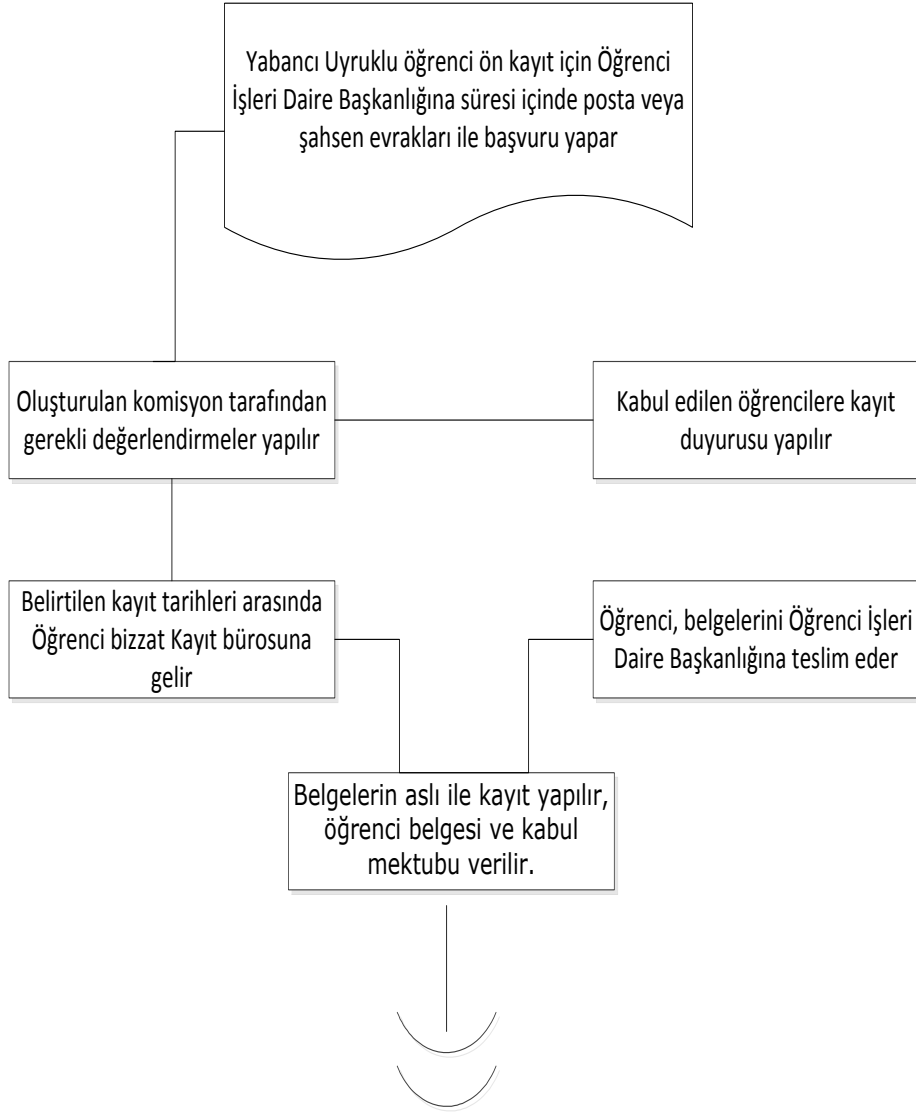 Yabancı Uyruklu öğrenci ön kayıt için Öğrenci
İşleri Daire Başkanlığına süresi içinde posta veya
şahsen evrakları ile başvuru yapar
Oluşturulan komisyon tarafından
gerekli değerlendirmeler yapılır
Kabul edilen öğrencilere kayıt
duyurusu yapılır
Belirtilen kayıt tarihleri arasında
Öğrenci bizzat Kayıt bürosuna
gelir
Öğrenci, belgelerini Öğrenci İşleri
Daire Başkanlığına teslim eder
Belgelerin aslı ile kayıt yapılır,
öğrenci belgesi ve kabul
mektubu verilir.